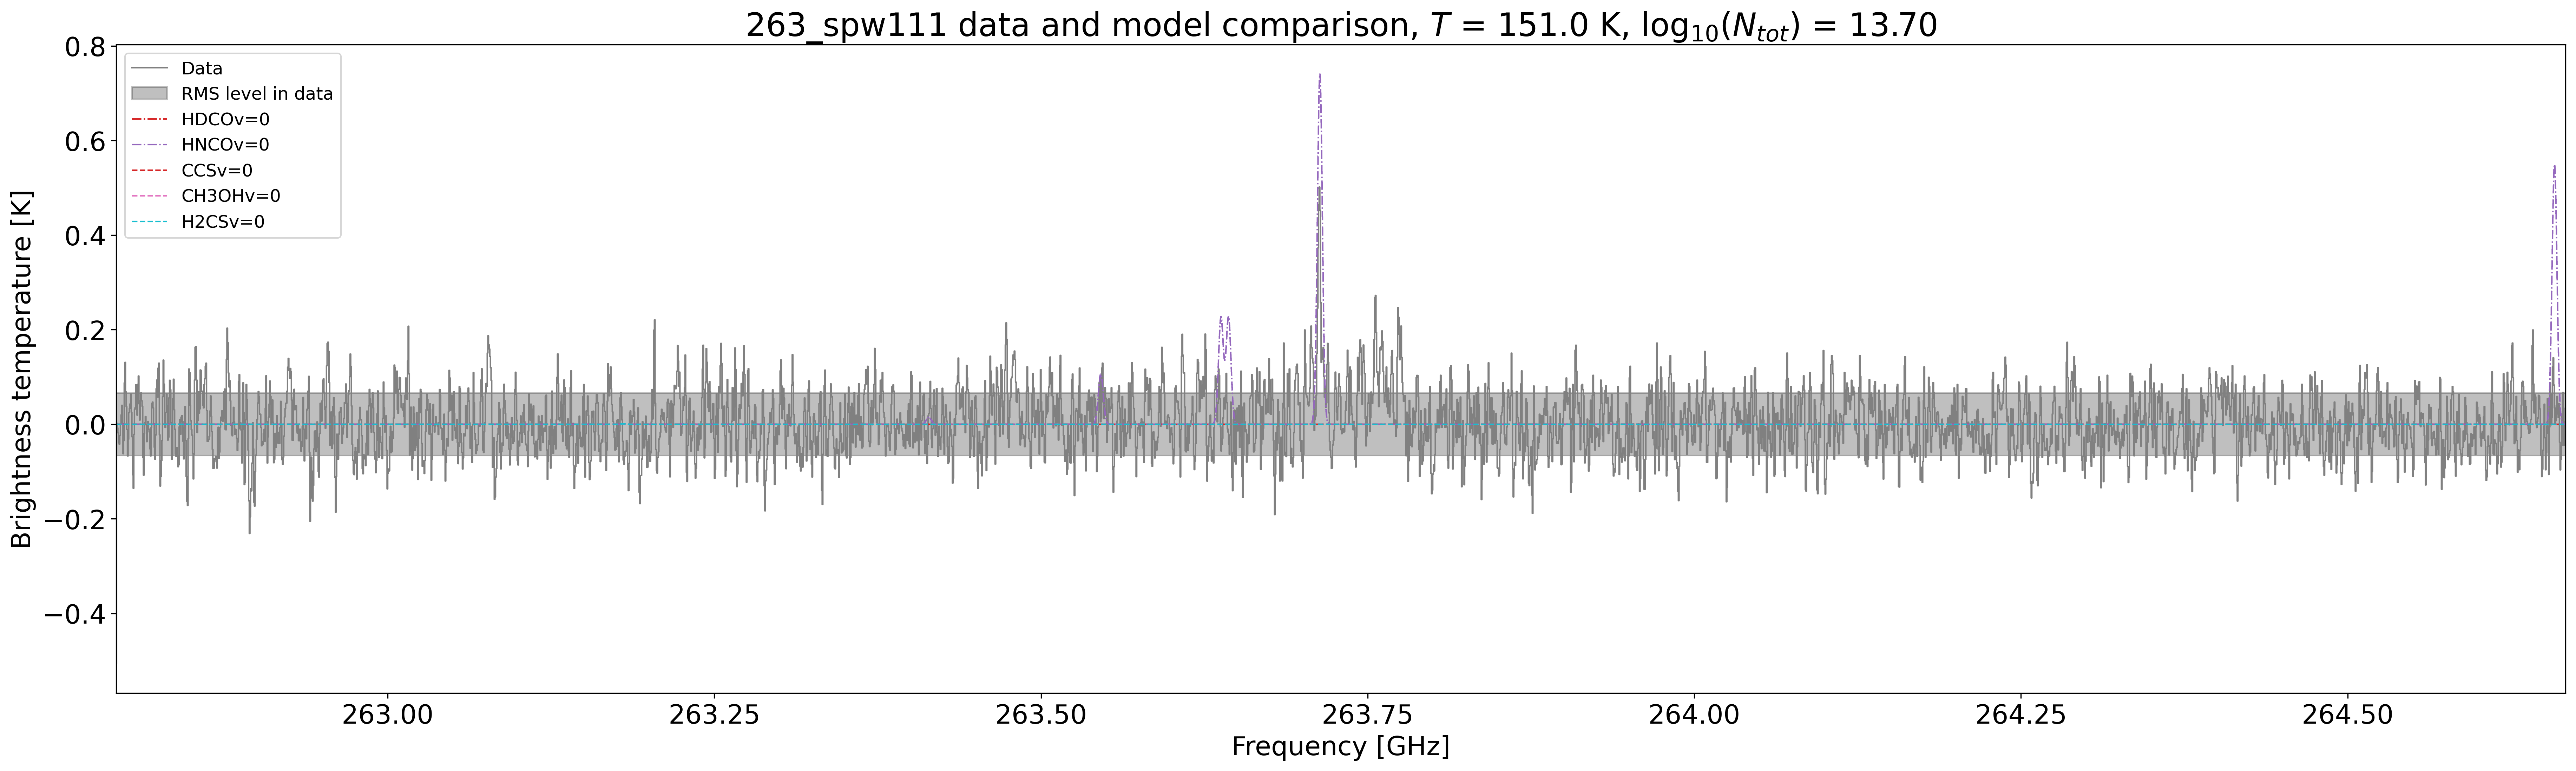 263_spw111 data and model comparison, T = 151.0 K, log₁₀(Nₜₒₜ) = 13.70
0.8
0.6
0.4
0.2
0.0
−0.2
−0.4
Brightness temperature [K]
Data
RMS level in data
HDCOv=0
HNCOv=0
CCSv=0
CH3OHv=0
H2CSv=0
263.00 263.25 263.50 263.75 264.00 264.25 264.50
Frequency [GHz]